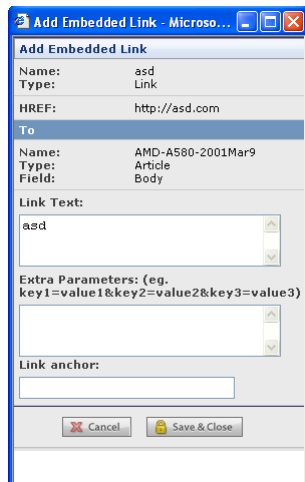 Add Embedded Link - Microso...
Add Embedded Link
Name: asd
Type: Link
HREF: http://asd.com
To
Name: AMD-A580-2001Mar9
Type: Article
Field: Body
Link Text:
asd
Extra Parameters: (eg.
key1=value1&key2=value2&key3=value3)
Link anchor:
Cancel Save & Close